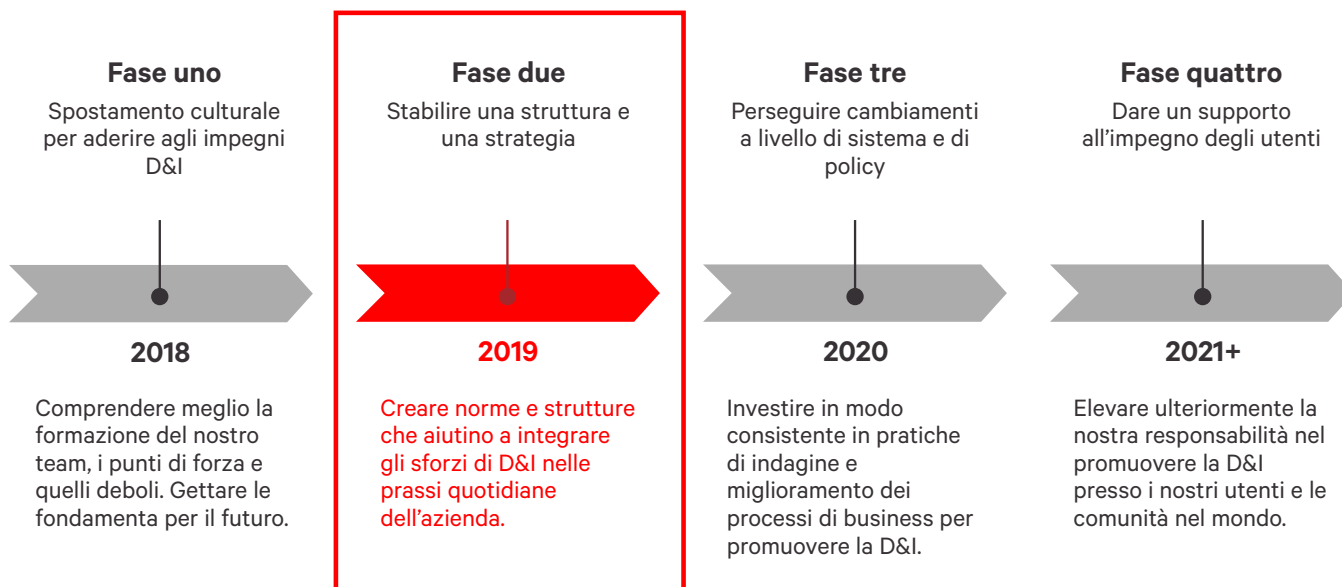 Fase uno
Spostamento culturale
per aderire agli impegni
D&I
2018
Comprendere meglio la
formazione del nostro
team, i punti di forza e
quelli deboli. Gettare le
fondamenta per il futuro.
Fase due
Stabilire una struttura e
una strategia
2019
Creare norme e strutture
che aiutino a integrare
gli sforzi di D&I nelle
prassi quotidiane
dell’azienda.
Fase tre
Perseguire cambiamenti
a livello di sistema e di
policy
2020
Investire in modo
consistente in pratiche
di indagine e
miglioramento dei
processi di business per
promuovere la D&I.
Fase quattro
Dare un supporto
all’impegno degli utenti
2021+
Elevare ulteriormente la
nostra responsabilità nel
promuovere la D&I
presso i nostri utenti e le
comunità nel mondo.